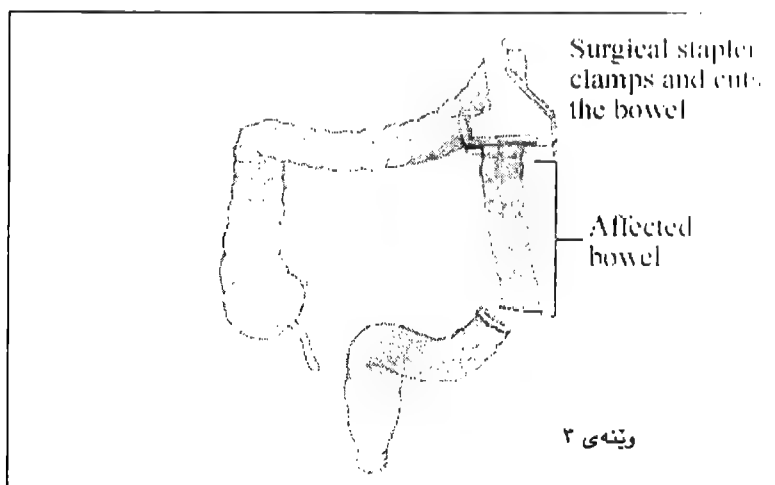 Surgical stapler
clamps and cuts
the bowel
Affected
bowel
وێنەی ٣